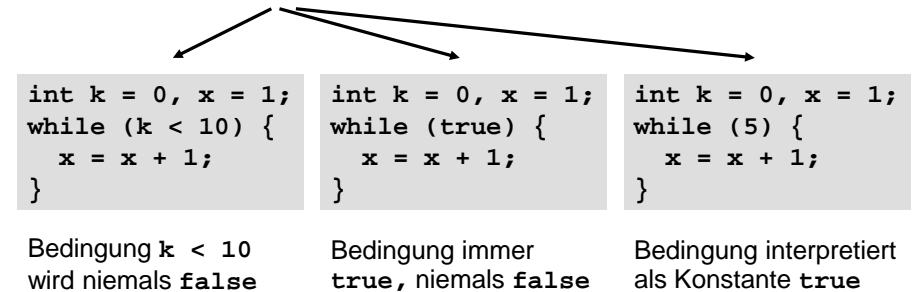 int k = 0, x = 1;
while (k < 10) {
  x = x + 1;
}
Bedingung k < 10
wird niemals false
int k = 0, x = 1;
while (true) {
  x = x + 1;
}
Bedingung immer
true, niemals false
int k = 0, x = 1;
while (5) {
  x = x + 1;
}
Bedingung interpretiert
als Konstante true